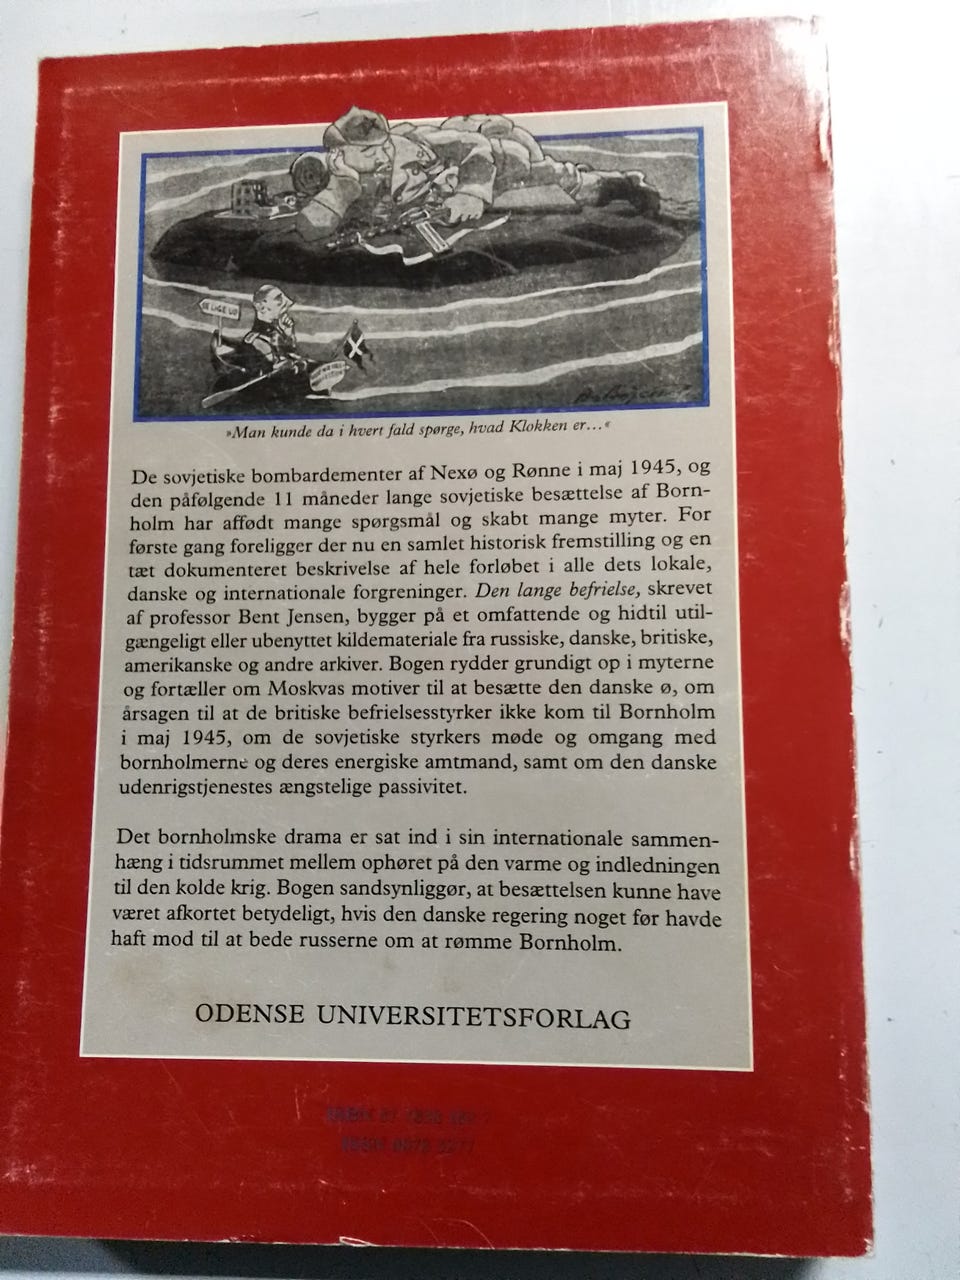 LIGE UD
»Man kunde da i hvert fald spørge, hvad Klokken er...«
De sovjetiske bombardementer af Nexø og Rønne i maj 1945, og
den påfølgende 11 måneder lange sovjetiske besættelse af Born-
holm har affødt mange spørgsmål og skabt mange myter. For
første gang foreligger der nu en samlet historisk fremstilling og en
tæt dokumenteret beskrivelse af hele forløbet i alle dets lokale,
danske og internationale forgreninger. Den lange befrielse, skrevet
af professor Bent Jensen, bygger på et omfattende og hidtil util-
gængeligt eller ubenyttet kildemateriale fra russiske, danske, britiske,
amerikanske og andre arkiver. Bogen rydder grundigt op i myterne
og fortæller om Moskvas motiver til at besætte den danske ø, om
årsagen til at de britiske befrielsesstyrker ikke kom til Bornholm
i maj 1945, om de sovjetiske styrkers møde og omgang med
bornholmerne og deres energiske amtmand, samt om den danske
udenrigstjenestes ængstelige passivitet.
Det bornholmske drama er sat ind i sin internationale sammen-
hæng i tidsrummet mellem ophøret på den varme og indledningen
til den kolde krig. Bogen sandsynliggør, at besættelsen kunne have
været afkortet betydeligt, hvis den danske regering noget før havde
haft mod til at bede russerne om at rømme Bornholm.
ODENSE UNIVERSITETSFORLAG